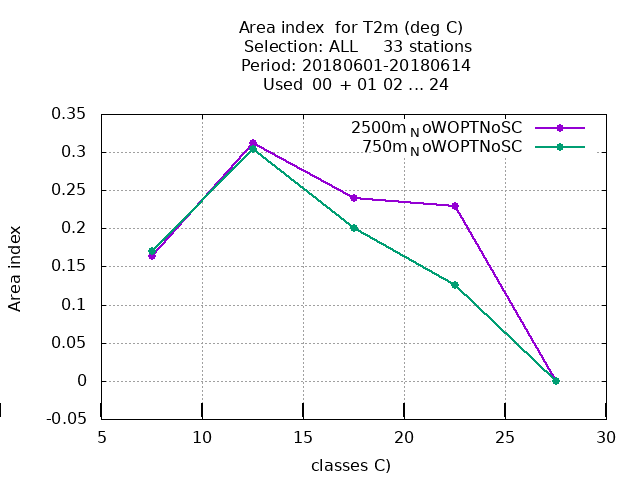 Area index  for T2m (deg C)
Selection: ALL     33 stations
Period: 20180601-20180614
Used  00 + 01 02 ... 24
2500m_NoWOPTNoSC
750m_NoWOPTNoSC
0.35
0.3
0.25
0.2
0.15
0.1
0.05
0
-0.05
Area index
5 10 15 20 25 30
classes C)